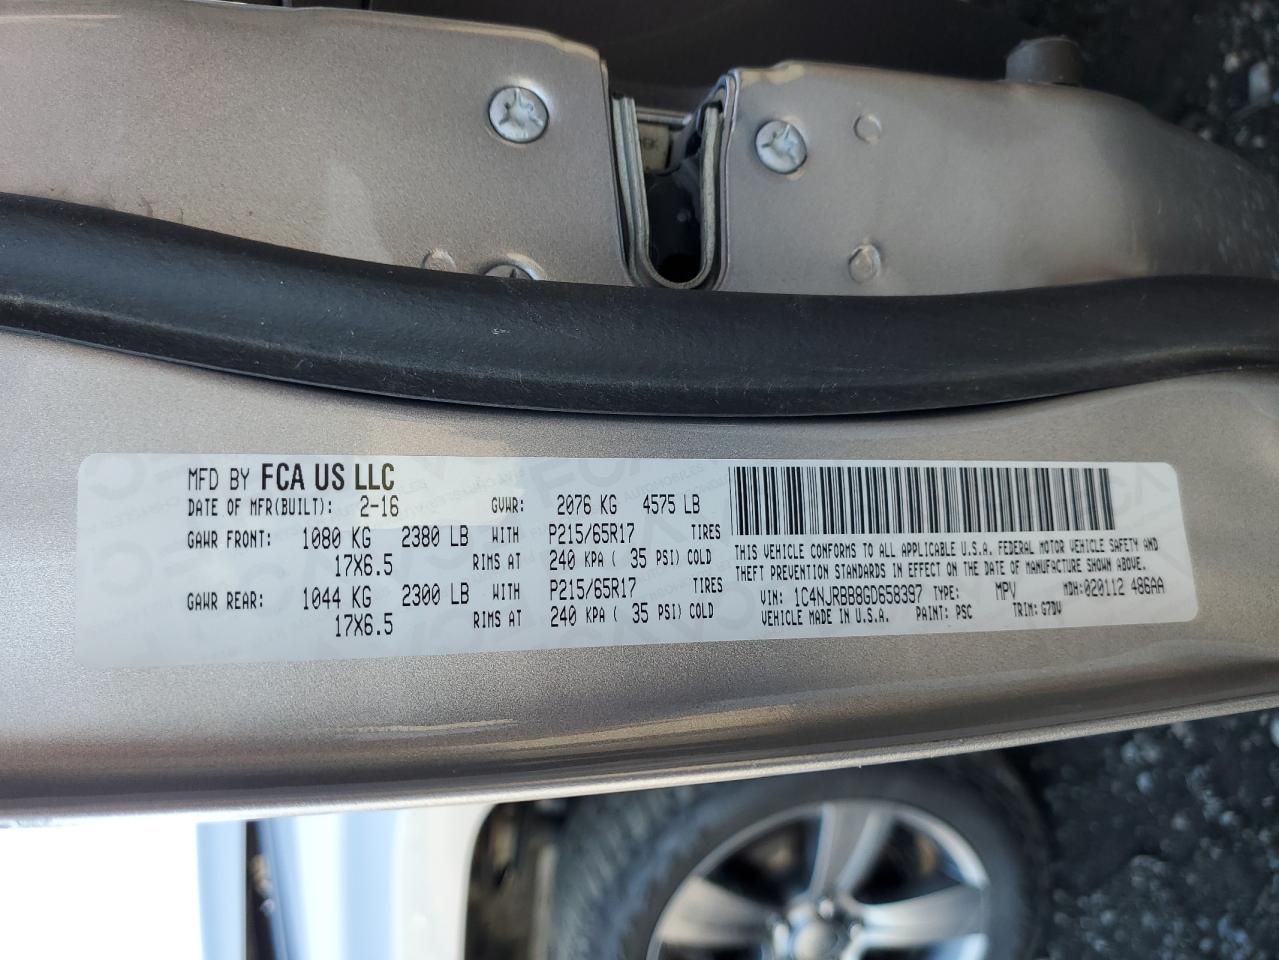 MFD BY FCA US LLC
DATE OF MFR(BUILT): 2-16 GVWR: 2076 KG 4575 LB
GAWR FRONT: 1080 KG 2380 LB WITH P215/65R17 TIRES
17X6.5 RIMS AT 240 KPA ( 35 PSI) COLD
GAWR REAR: 1044 KG 2300 LB WITH P215/65R17 TIRES
17X6.5 RIMS AT 240 KPA ( 35 PSI) COLD
THIS VEHICLE CONFORMS TO ALL APPLICABLE U.S.A. FEDERAL MOTOR VEHICLE SAFETY AND
THEFT PREVENTION STANDARDS IN EFFECT ON THE DATE OF MANUFACTURE SHOWN ABOVE.
VIN: 1C4NJRBB8GD658397 TYPE: MPV MDH:020112 486AA
VEHICLE MADE IN U.S.A. PAINT: PSC TRIM: G7DV